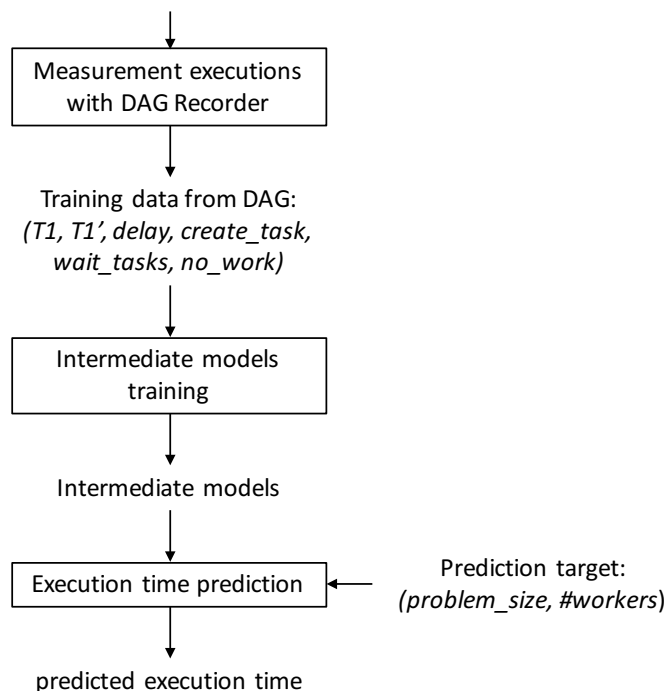 Measurement executions
with DAG Recorder
Training data from DAG:
(T1, T1’, delay, create_task,
wait_tasks, no_work)
Intermediate models
training
Intermediate models
Execution time prediction
Prediction target:
(problem_size, #workers)
predicted execution time